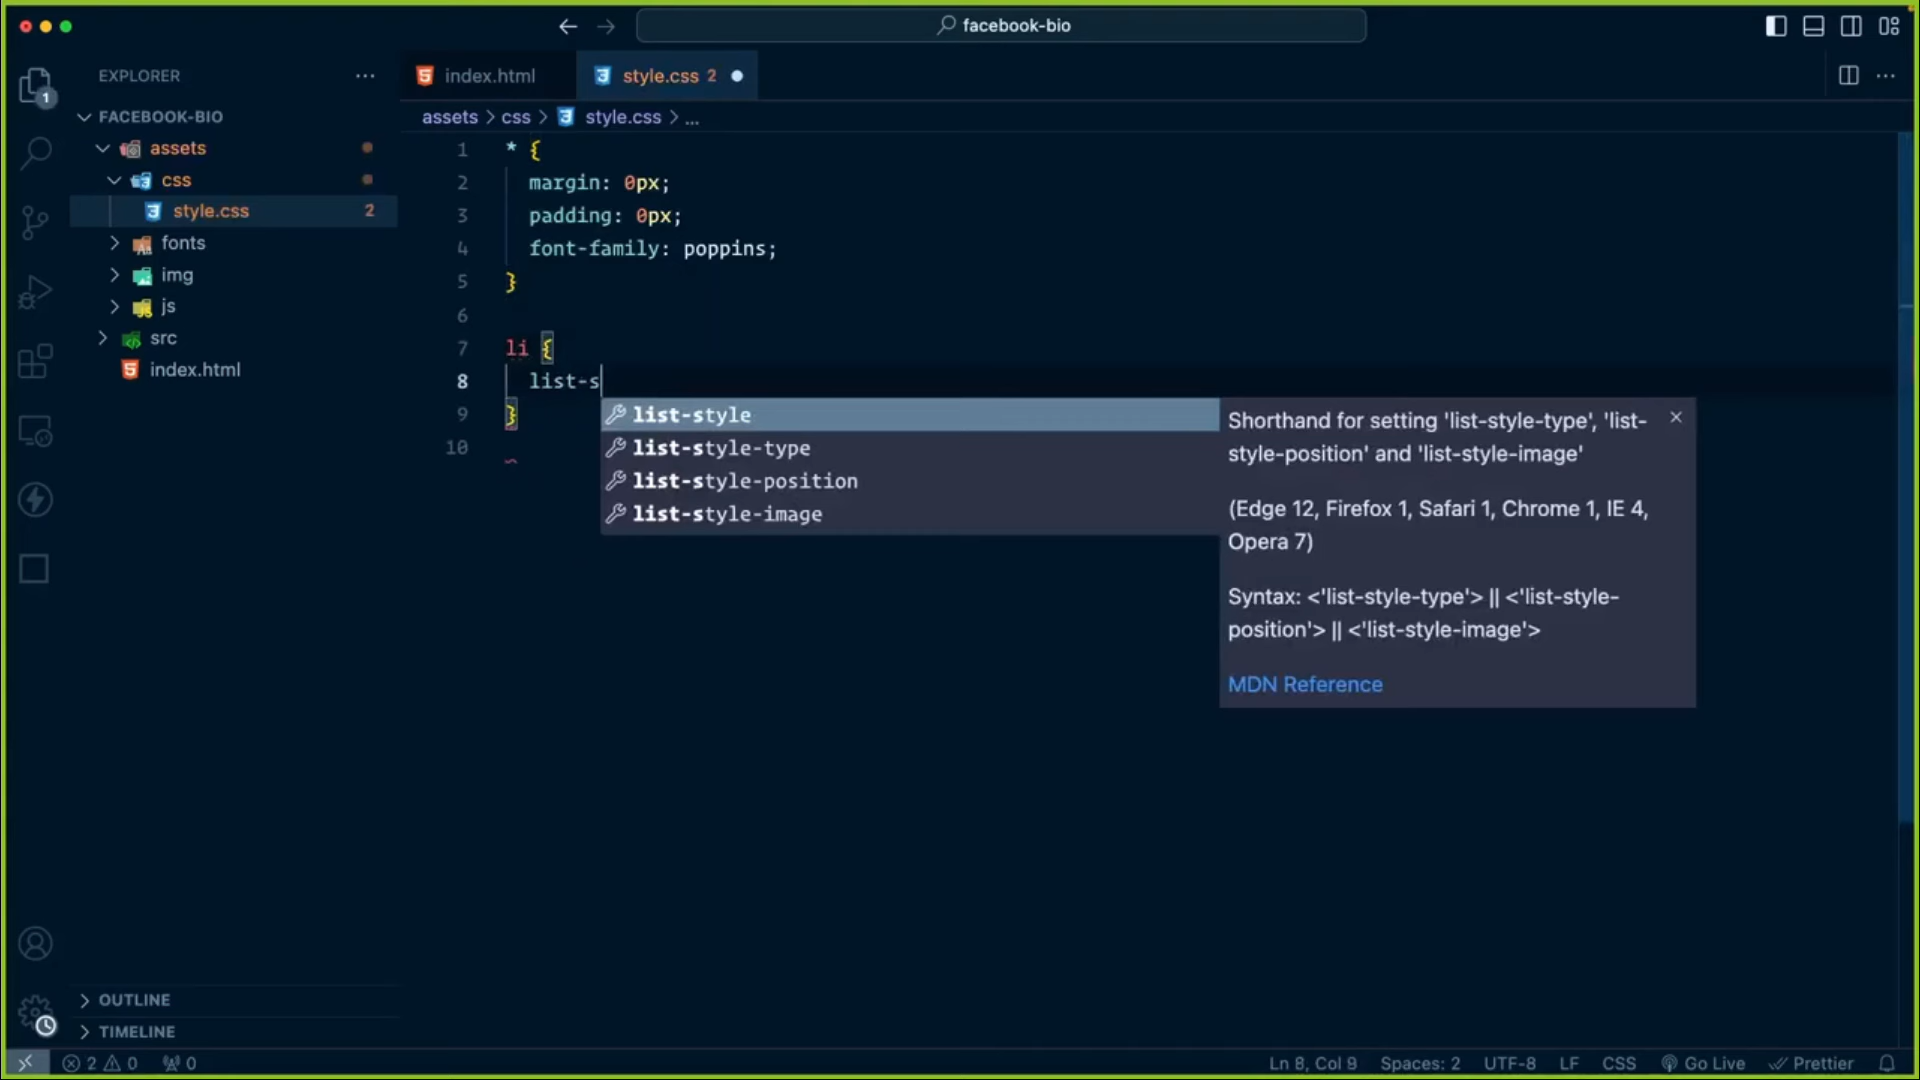 facebook-bio
EXPLORER
index.html
style.css 2
1
FACEBOOK-BIO
assets > css > style.css > ...
assets
css
style.css 2
fonts
img
js
src
index.html
1 * {
2 margin: 0px;
3 padding: 0px;
4 font-family: poppins;
5 }
6
7 li {
8 list-s
9 }
10
list-style
list-style-type
list-style-position
list-style-image
Shorthand for setting 'list-style-type', 'list-
style-position' and 'list-style-image'
(Edge 12, Firefox 1, Safari 1, Chrome 1, IE 4,
Opera 7)
Syntax: <'list-style-type'> || <'list-style-
position'> || <'list-style-image'>
MDN Reference
OUTLINE
TIMELINE
2 0 0 Ln 8, Col 9 Spaces: 2 UTF-8 LF CSS Go Live Prettier